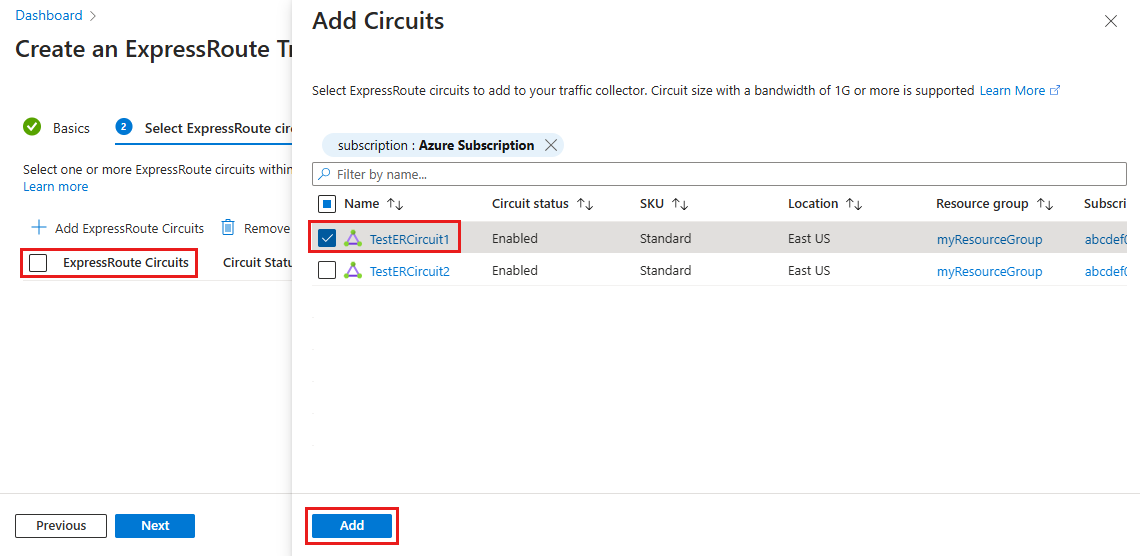 Dashboard
Create an ExpressRoute Tr
Basics
2
Select ExpressRoute circ
Select one or more ExpressRoute circuits within
Learn more
Add ExpressRoute Circuits
Remove
ExpressRoute Circuits
Circuit Statu
Previous
Next
Add Circuits
Select ExpressRoute circuits to add to your traffic collector. Circuit size with a bandwidth of 1G or more is supported Learn More
subscription : Azure Subscription
Filter by name...
Name Circuit status SKU Location Resource group Subscri
TestERCircuit1 Enabled Standard East US myResourceGroup abcdef0
TestERCircuit2 Enabled Standard East US myResourceGroup abcdef0
Add